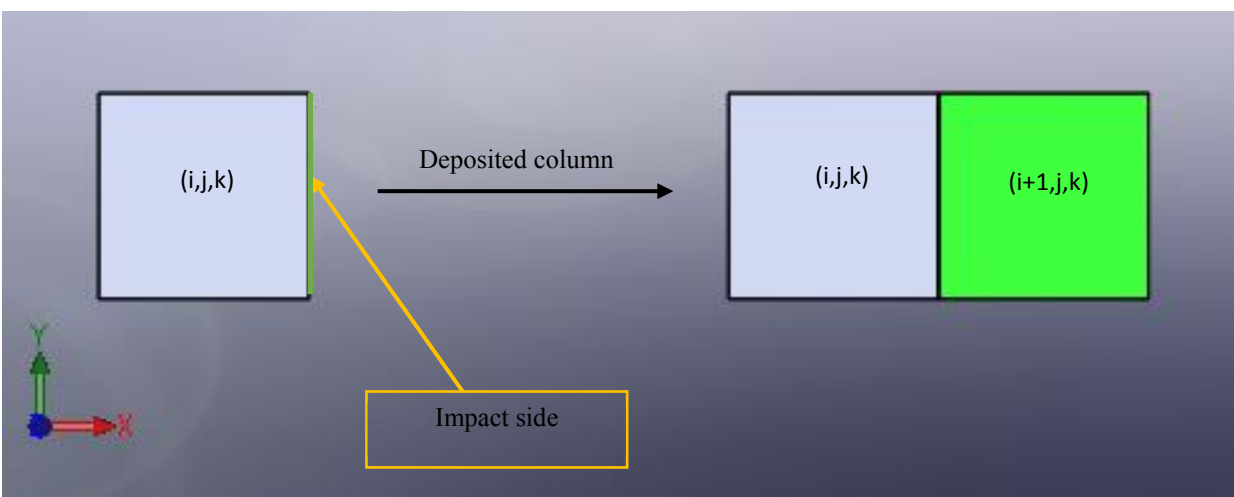 (i,j,k)
Deposited column
(i,j,k)
(i+1,j,k)
Impact side
Y
X